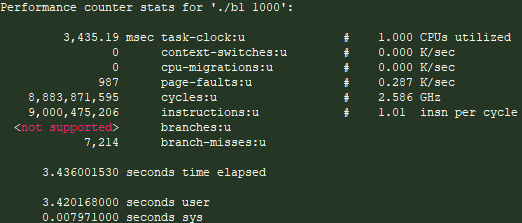 Performance counter stats for './b1 1000':
3,435.19 msec task-clock:u # 1.000 CPUs utilized
0 context-switches:u # 0.000 K/sec
0 cpu-migrations:u # 0.000 K/sec
987 page-faults:u # 0.287 K/sec
8,883,871,595 cycles:u # 2.586 GHz
9,000,475,206 instructions:u # 1.01 insn per cycle
<not supported> branches:u
7,214 branch-misses:u
3.436001530 seconds time elapsed
3.420168000 seconds user
0.007971000 seconds sys